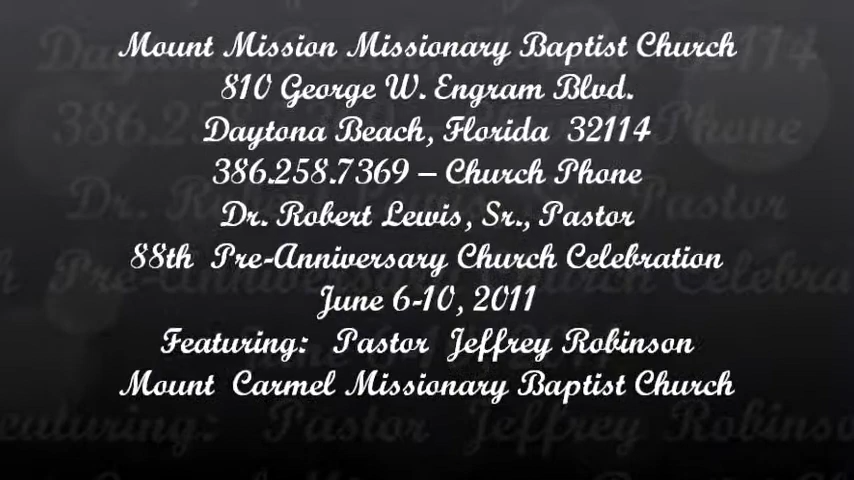 Mount Mission Missionary Baptist Church
810 George W. Engram Blvd.
Daytona Beach, Florida 32114
386.258.7369 – Church Phone
Dr. Robert Lewis, Sr., Pastor
88th Pre-Anniversary Church Celebration
June 6-10, 2011
Featuring: Pastor Jeffrey Robinson
Mount Carmel Missionary Baptist Church